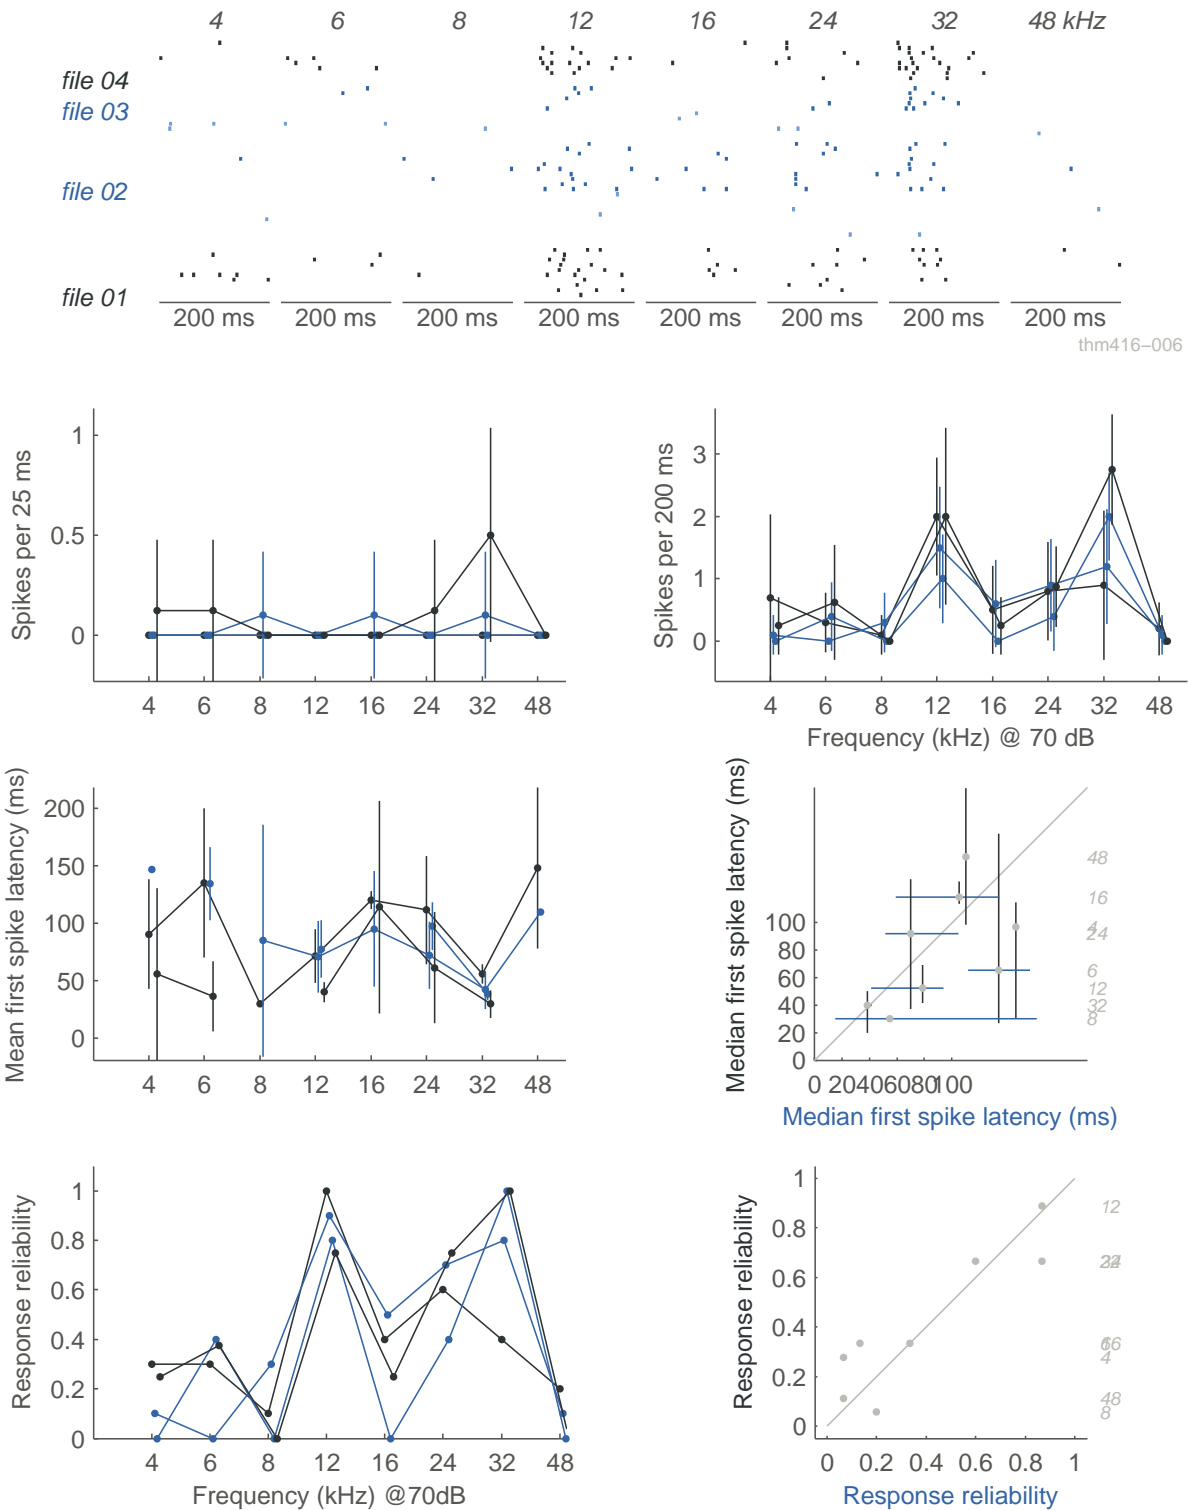 4 6 8 12 16 24 32 48 kHz
file 04
file 03
file 02
file 01
200 ms 200 ms 200 ms 200 ms 200 ms 200 ms 200 ms 200 ms
thm416–006
Spikes per 25 ms
1
0.5
0
4 6 8 12 16 24 32 48
Spikes per 200 ms
3
2
1
0
4 6 8 12 16 24 32 48
Frequency (kHz) @ 70 dB
Mean first spike latency (ms)
200
150
100
50
0
4 6 8 12 16 24 32 48
Median first spike latency (ms)
100
80
60
40
20
0
0 20 40 60 80 100
Median first spike latency (ms)
48
16
4
24
6
12
32
8
Response reliability
1
0.8
0.6
0.4
0.2
0
4 6 8 12 16 24 32 48
Frequency (kHz) @70dB
Response reliability
1
0.8
0.6
0.4
0.2
0
0 0.2 0.4 0.6 0.8 1
Response reliability
12
4
48
8